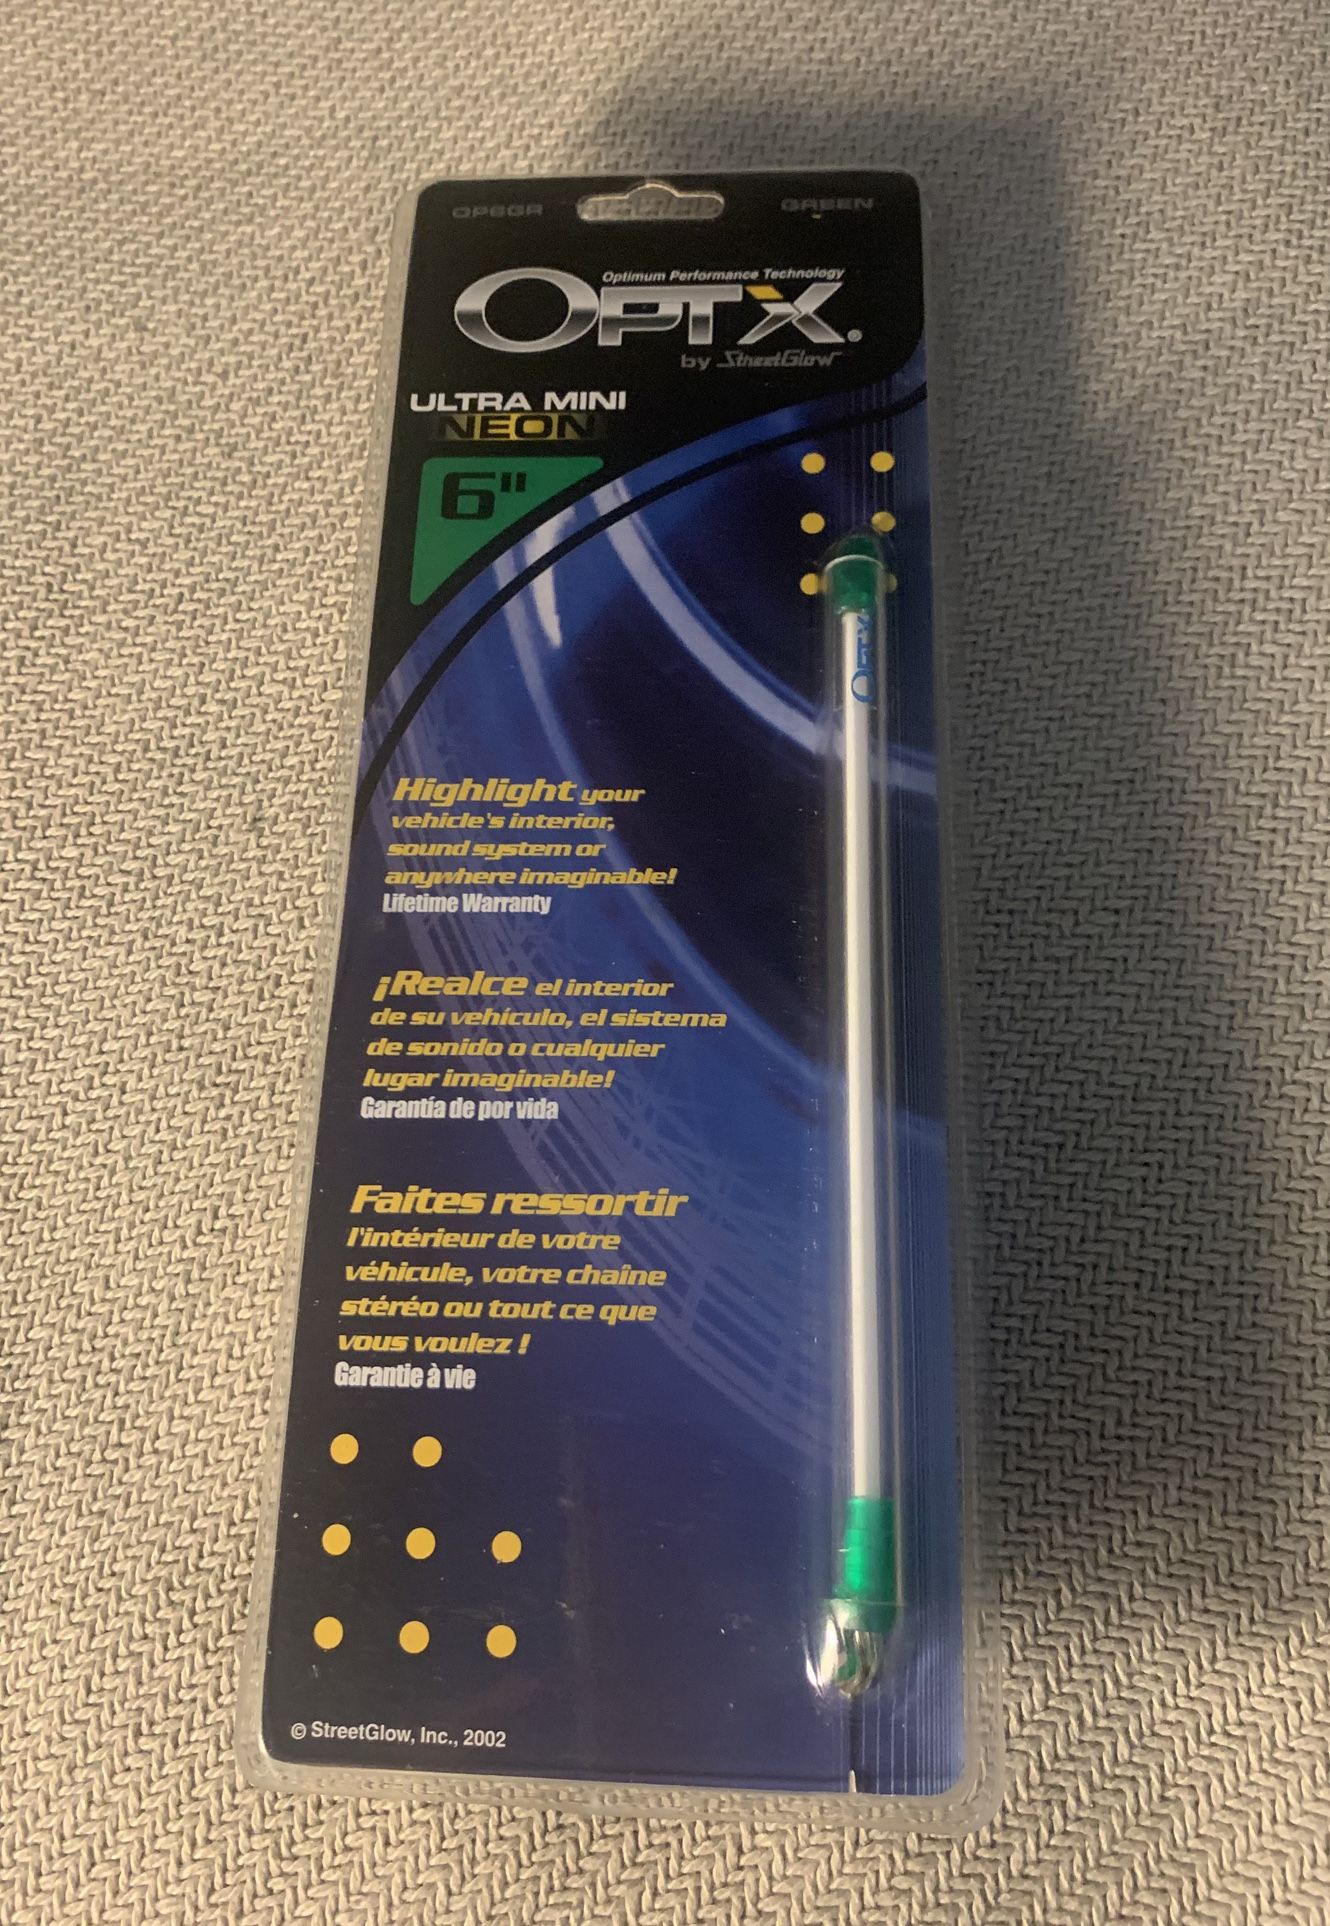 OP6GR GREEN
Optimum Performance Technology
OPTX®
by StreetGlow
ULTRA MINI
NEON
6"
OPTX
Highlight your
vehicle's interior,
sound system or
anywhere imaginable!
Lifetime Warranty
¡Realce el interior
de su vehículo, el sistema
de sonido o cualquier
lugar imaginable!
Garantía de por vida
Faites ressortir
l'intérieur de votre
véhicule, votre chaîne
stéréo ou tout ce que
vous voulez !
Garantie à vie
© StreetGlow, Inc., 2002